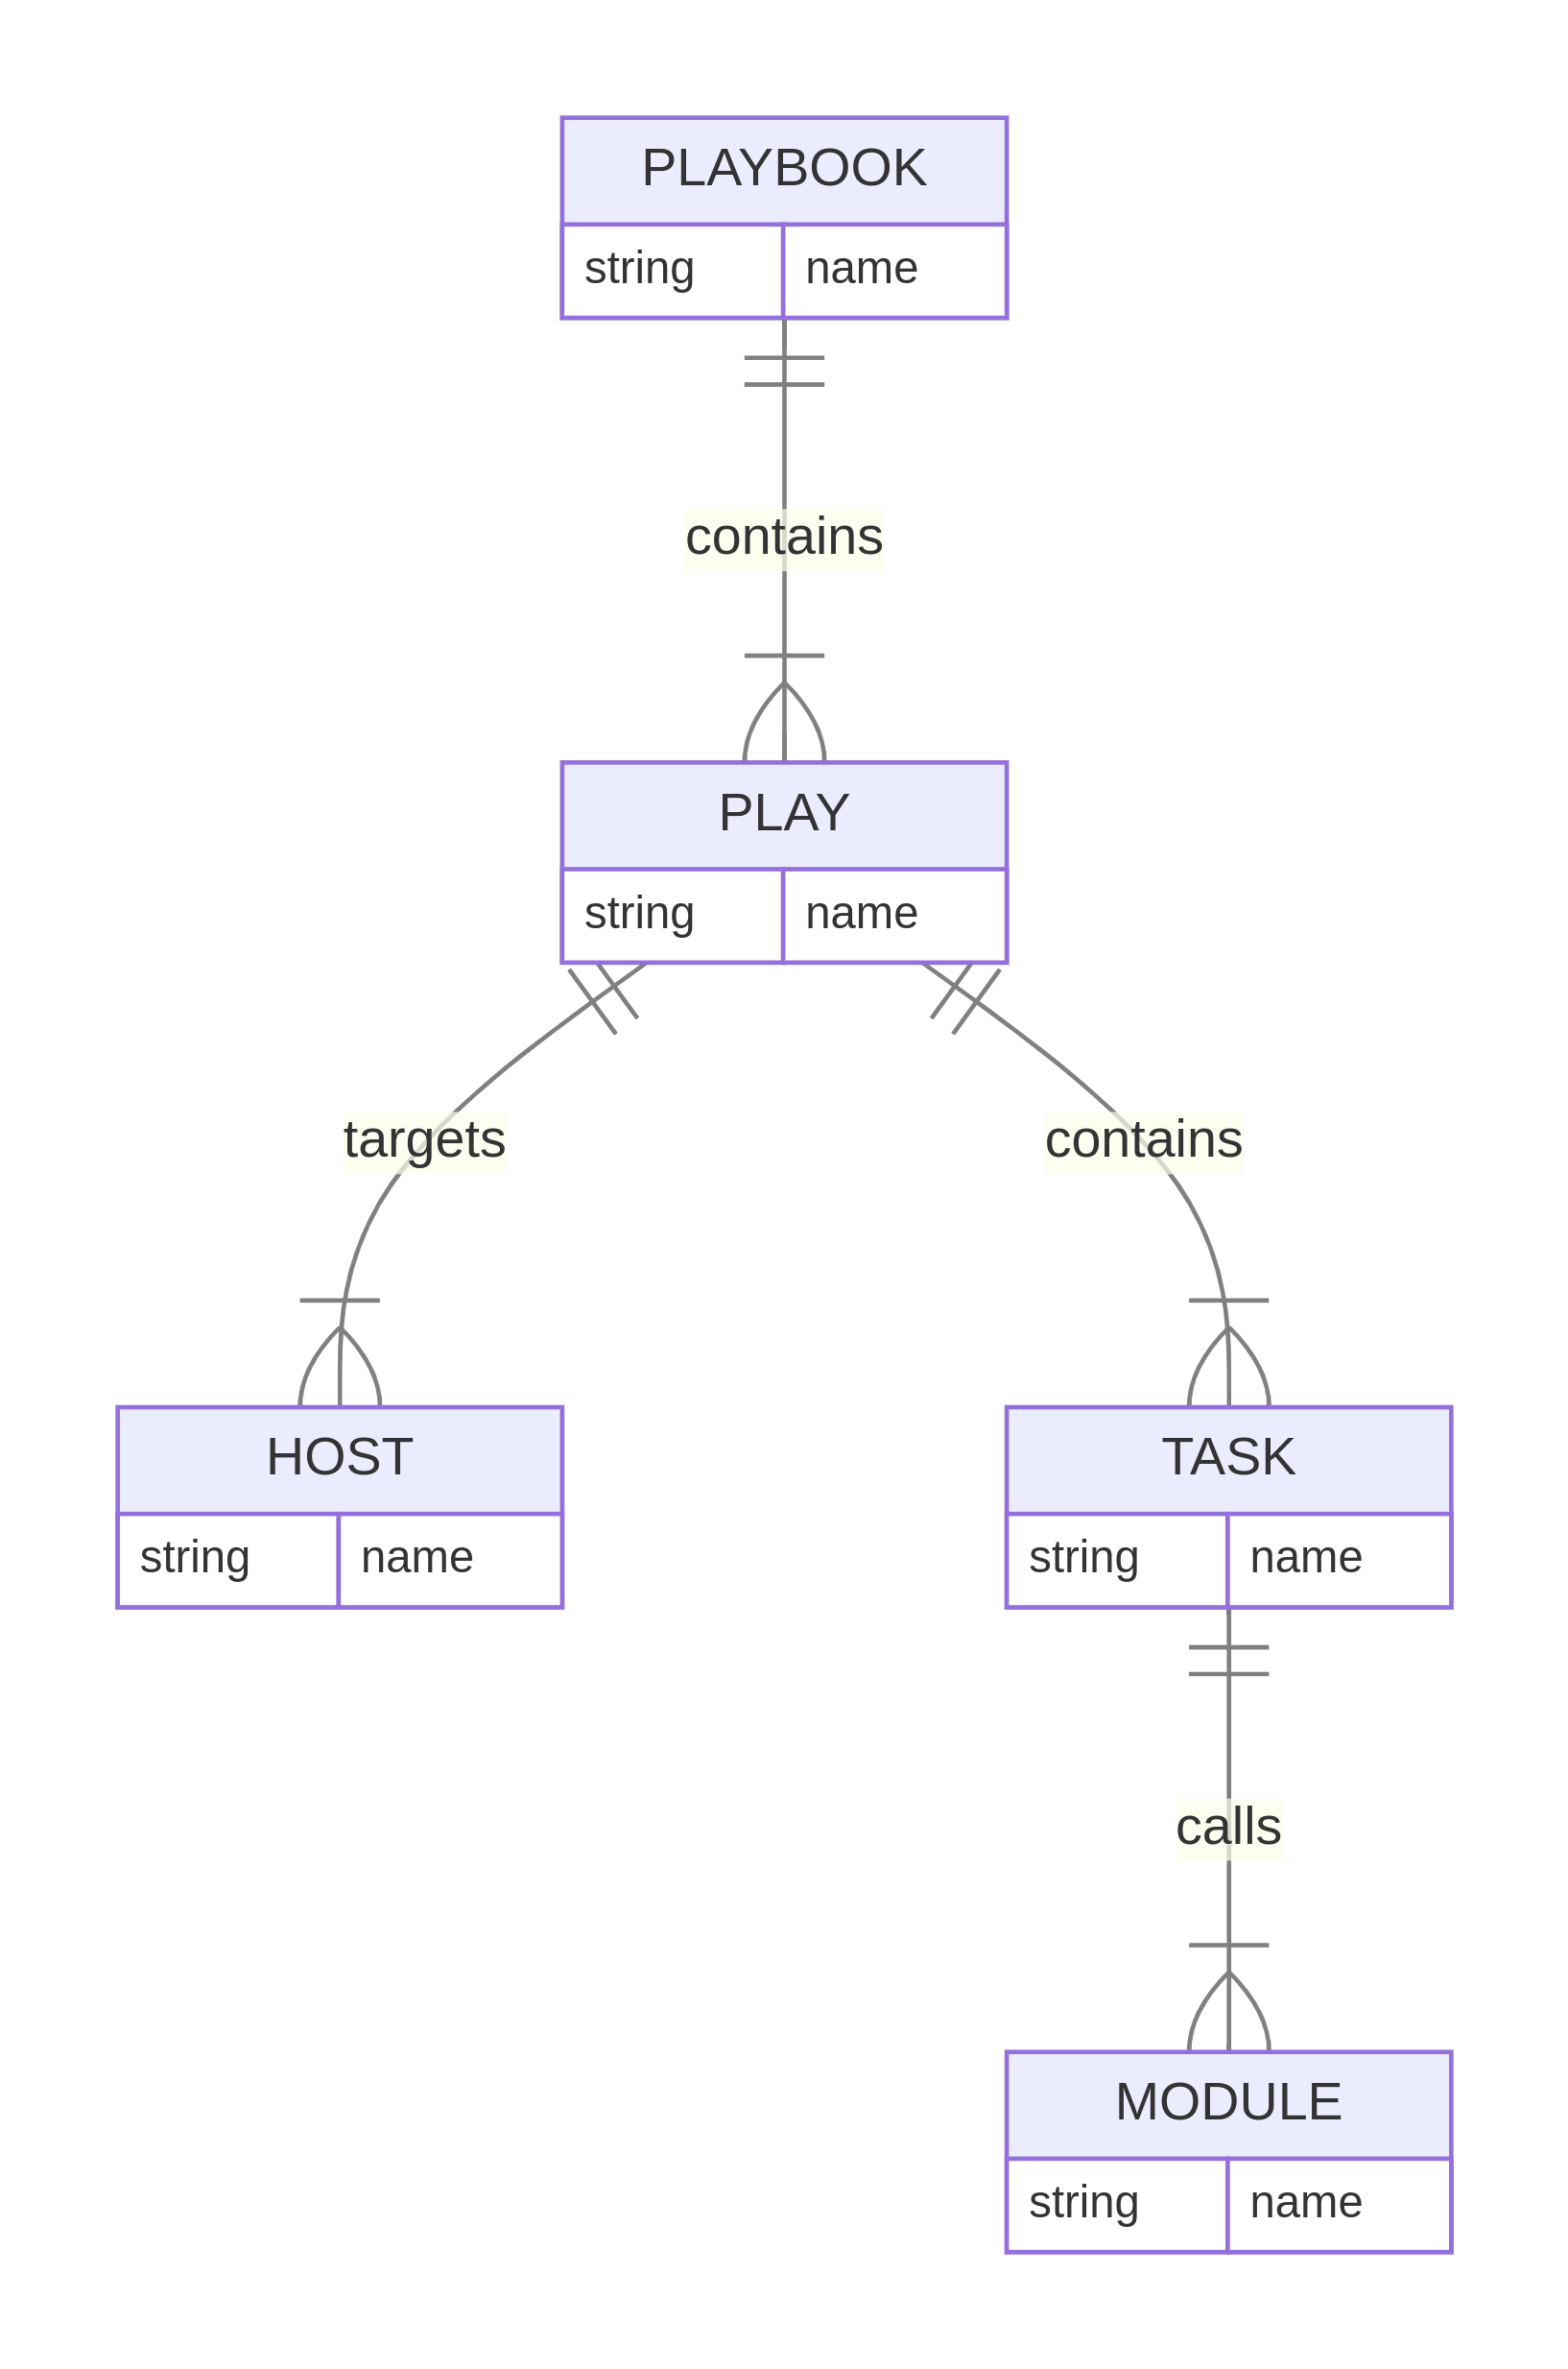 PLAYBOOK
string name
contains
PLAY
string name
targets contains
HOST TASK
string name string name
calls
MODULE
string name